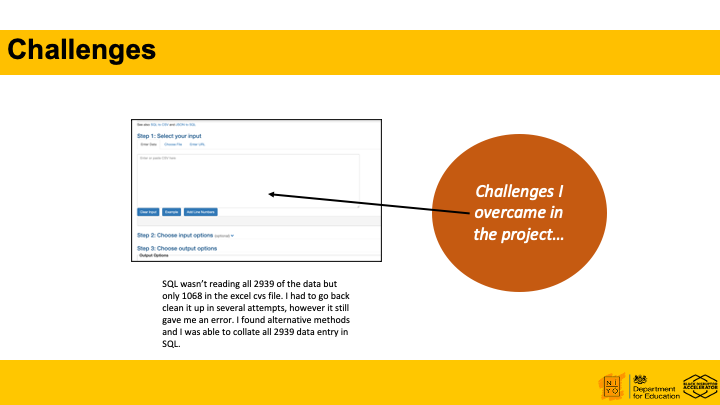 Challenges
See also SQL to CSV and JSON to SQL
Step 1: Select your input
Enter Data Choose File Enter URL
Enter or paste CSV here
Clear Input Example Add Line Numbers
Step 2: Choose input options (optional)
Step 3: Choose output options
Output Options
Challenges I
overcame in
the project...
SQL wasn't reading all 2939 of the data but
only 1068 in the excel cvs file. I had to go back
clean it up in several attempts, however it still
gave me an error. I found alternative methods
and I was able to collate all 2939 data entry in
SQL.
N I
Y O
Department
for Education
BLACK DISRUPTOR
ACCELERATOR